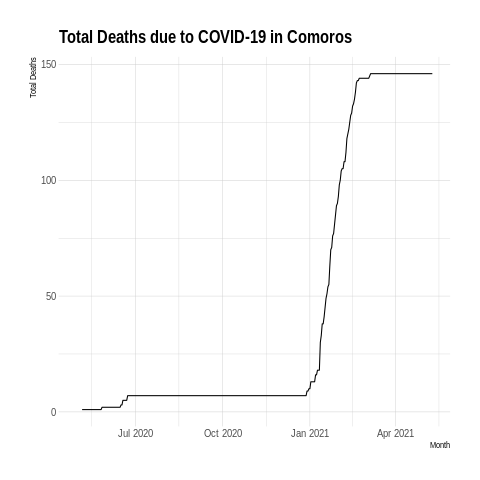 Total Deaths due to COVID-19 in Comoros
Total Deaths
150
100
50
0
Jul 2020 Oct 2020 Jan 2021 Apr 2021
Month